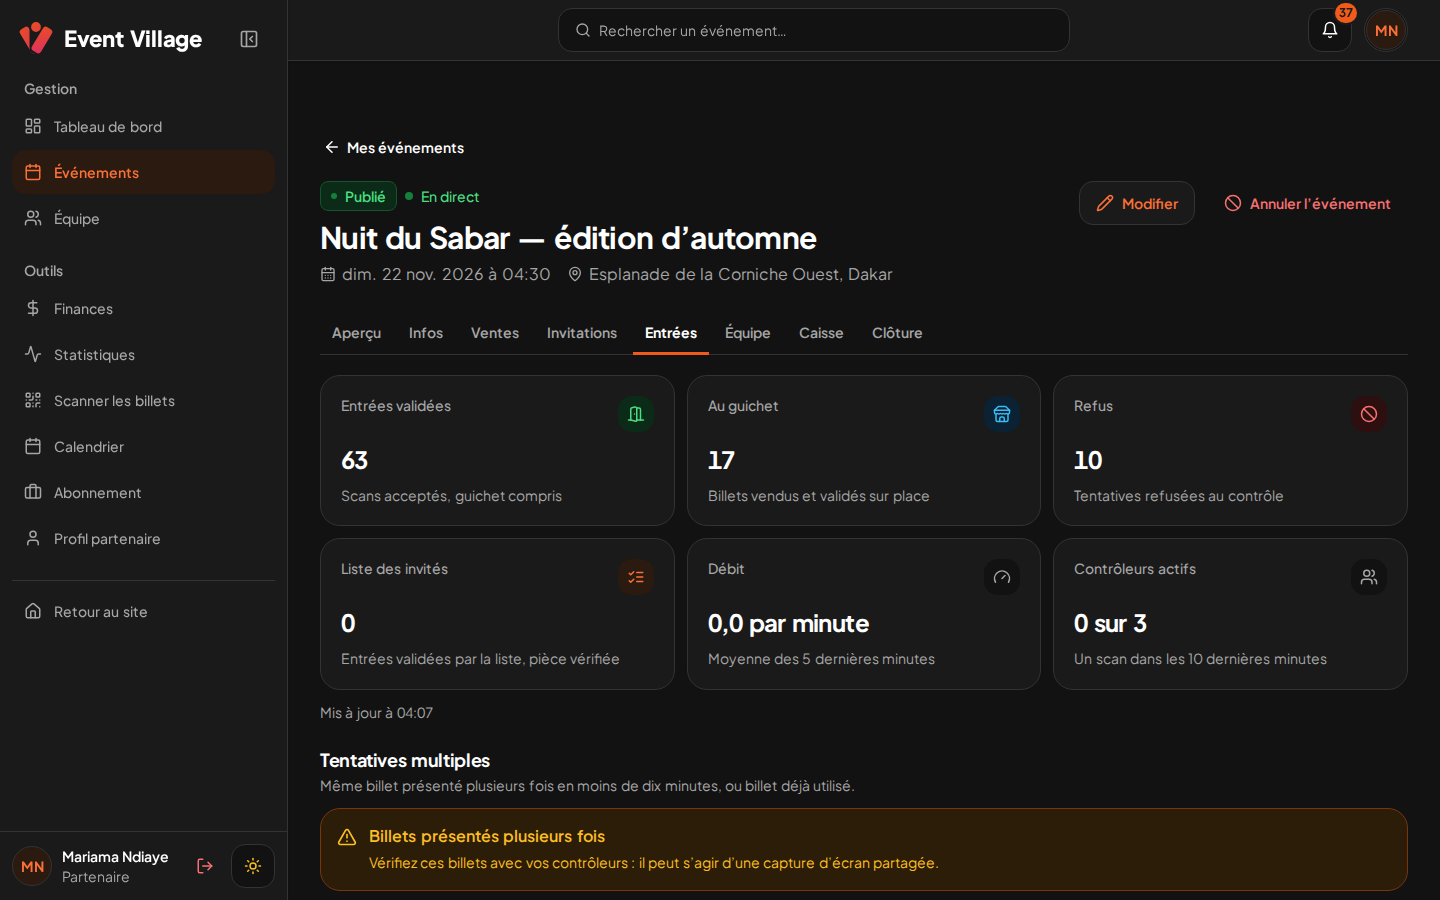 Event Village
Rechercher un événement…
37
MN
Gestion
Tableau de bord
Événements
Équipe
Outils
Finances
Statistiques
Scanner les billets
Calendrier
Abonnement
Profil partenaire
Retour au site
MN
Mariama Ndiaye
Partenaire
Mes événements
Publié
En direct
Modifier
Annuler l’événement
Nuit du Sabar — édition d’automne
dim. 22 nov. 2026 à 04:30
Esplanade de la Corniche Ouest, Dakar
Aperçu
Infos
Ventes
Invitations
Entrées
Équipe
Caisse
Clôture
Entrées validées
63
Scans acceptés, guichet compris
Au guichet
17
Billets vendus et validés sur place
Refus
10
Tentatives refusées au contrôle
Liste des invités
0
Entrées validées par la liste, pièce vérifiée
Débit
0,0 par minute
Moyenne des 5 dernières minutes
Contrôleurs actifs
0 sur 3
Un scan dans les 10 dernières minutes
Mis à jour à 04:07
Tentatives multiples
Même billet présenté plusieurs fois en moins de dix minutes, ou billet déjà utilisé.
Billets présentés plusieurs fois
Vérifiez ces billets avec vos contrôleurs : il peut s’agir d’une capture d’écran partagée.